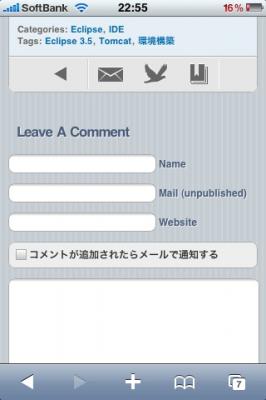 SoftBank 22:55 16%
Categories: Eclipse, IDE
Tags: Eclipse 3.5, Tomcat, 環境構築
Leave A Comment
Name
Mail (unpublished)
Website
コメントが追加されたらメールで通知する
7